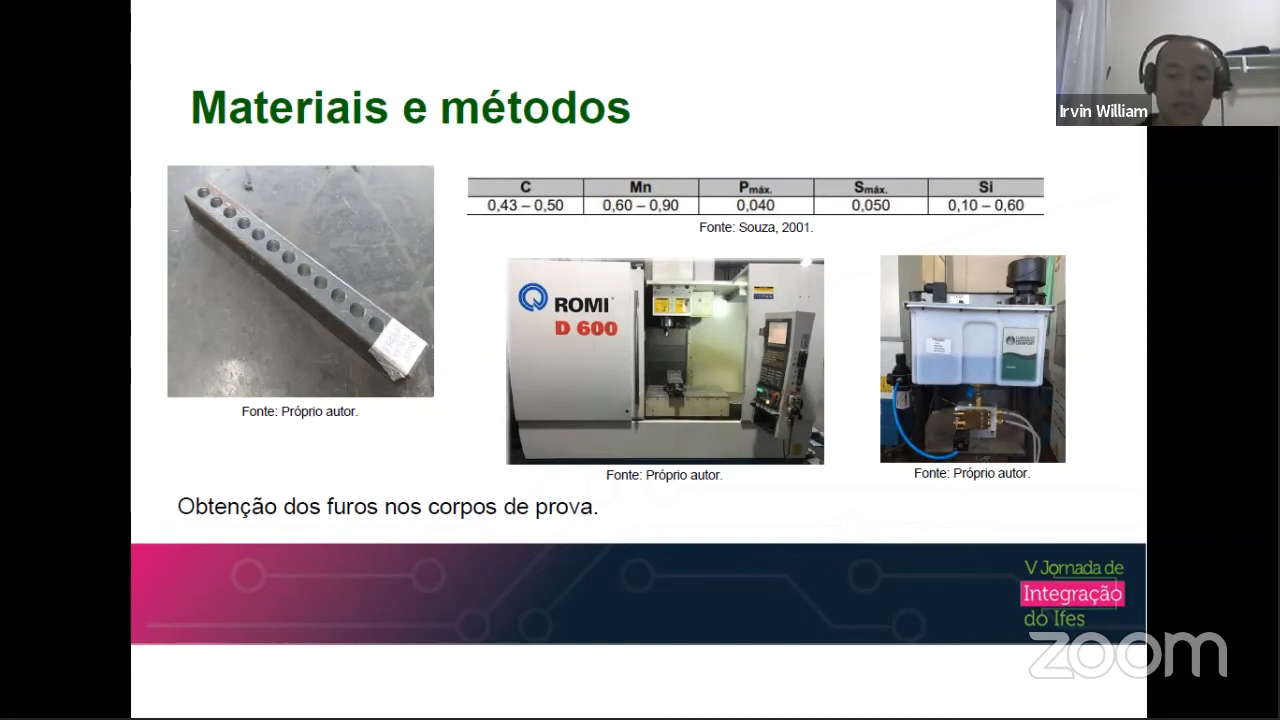 Materiais e métodos
Irvin William
C Mn Pmáx. Smáx. Si
0,43 – 0,50 0,60 – 0,90 0,040 0,050 0,10 – 0,60
Fonte: Souza, 2001.
ROMI
D 600
Fonte: Próprio autor.
Fonte: Próprio autor.
Fonte: Próprio autor.
Obtenção dos furos nos corpos de prova.
V Jornada de
Integração
do Ifes
zoom